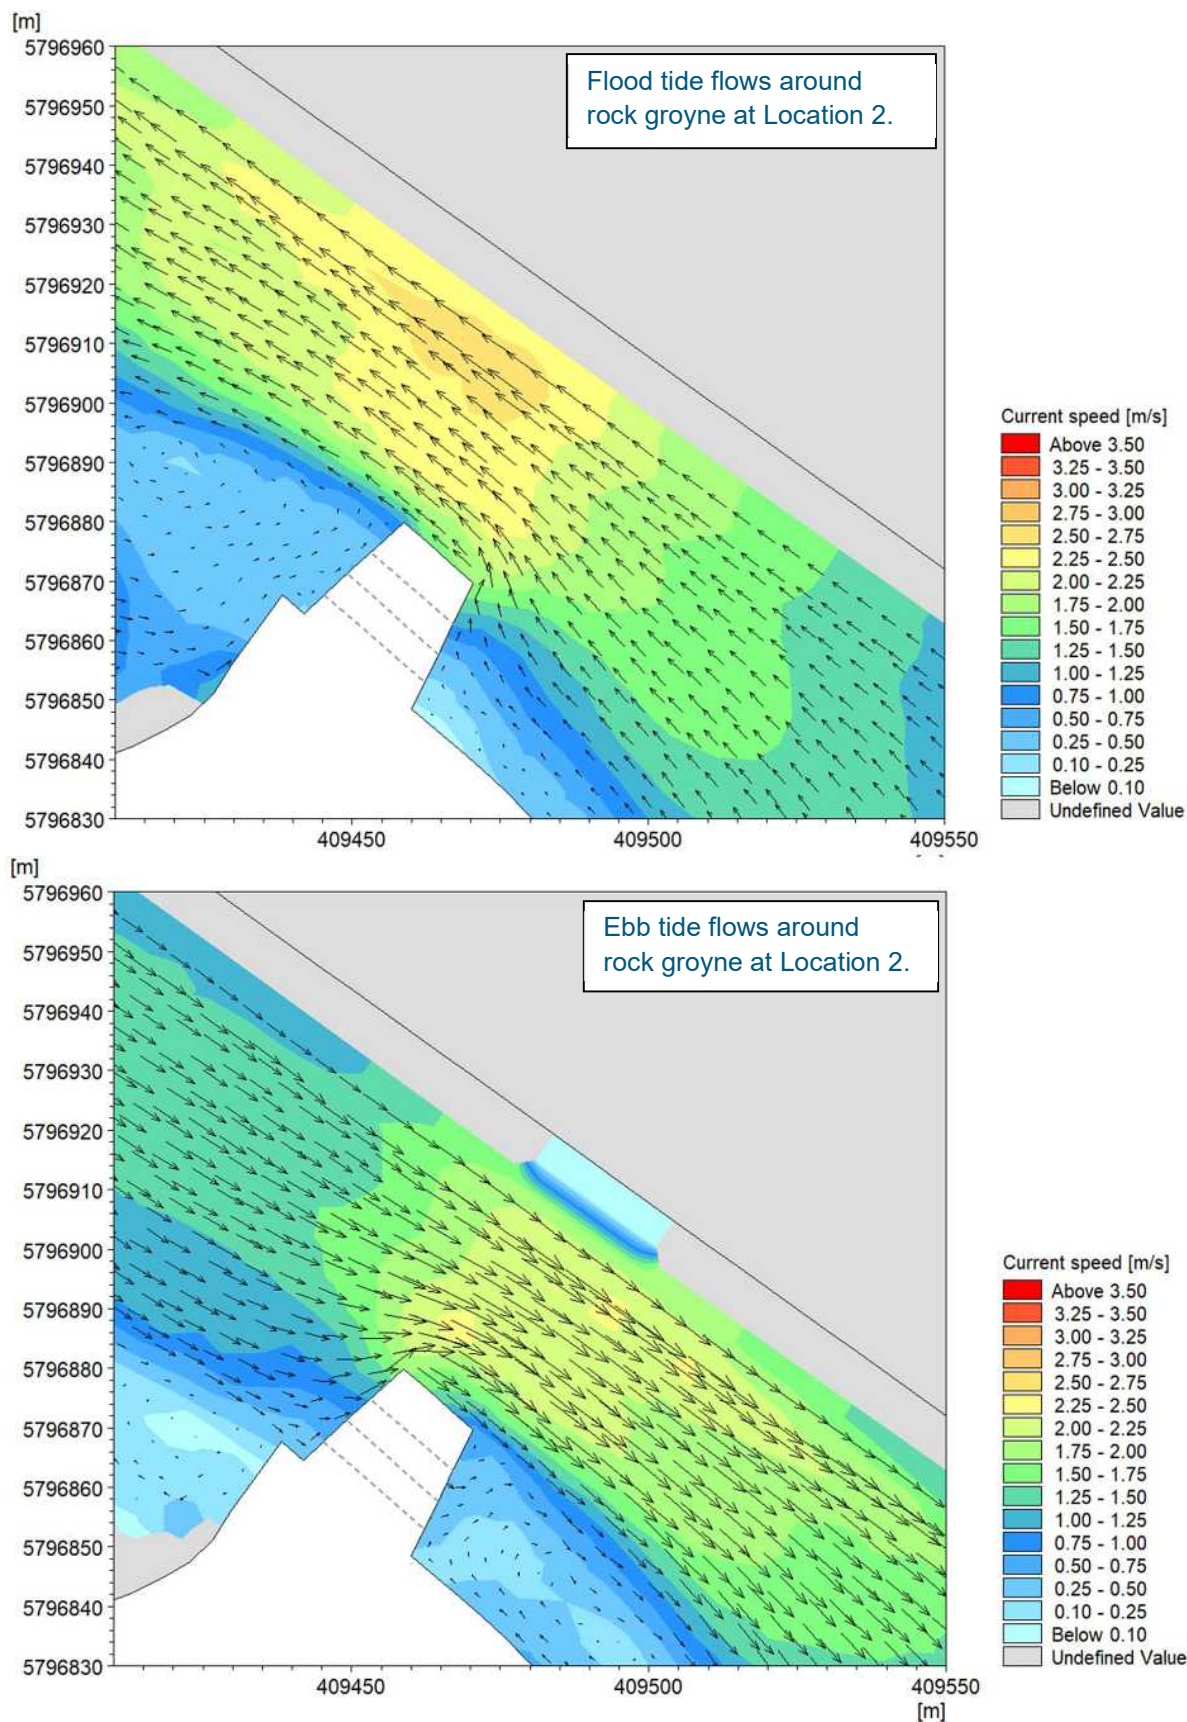 [m]
5796960
5796950
5796940
5796930
5796920
5796910
5796900
5796890
5796880
5796870
5796860
5796850
5796840
5796830
409450 409500 409550
Flood tide flows around
rock groyne at Location 2.
Current speed [m/s]
Above 3.50
3.25 - 3.50
3.00 - 3.25
2.75 - 3.00
2.50 - 2.75
2.25 - 2.50
2.00 - 2.25
1.75 - 2.00
1.50 - 1.75
1.25 - 1.50
1.00 - 1.25
0.75 - 1.00
0.50 - 0.75
0.25 - 0.50
0.10 - 0.25
Below 0.10
Undefined Value
[m]
5796960
5796950
5796940
5796930
5796920
5796910
5796900
5796890
5796880
5796870
5796860
5796850
5796840
5796830
409450 409500 409550
[m]
Ebb tide flows around
rock groyne at Location 2.
Current speed [m/s]
Above 3.50
3.25 - 3.50
3.00 - 3.25
2.75 - 3.00
2.50 - 2.75
2.25 - 2.50
2.00 - 2.25
1.75 - 2.00
1.50 - 1.75
1.25 - 1.50
1.00 - 1.25
0.75 - 1.00
0.50 - 0.75
0.25 - 0.50
0.10 - 0.25
Below 0.10
Undefined Value